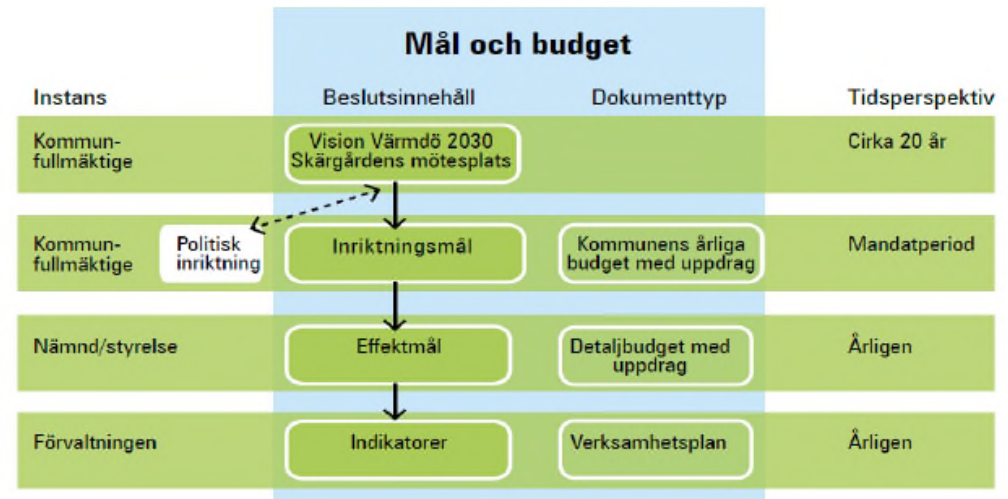 Mål och budget
Instans Beslutsinnehåll Dokumenttyp Tidsperspektiv
Kommun- Vision Värmdö 2030 Cirka 20 år
fullmäktige Skärgårdens mötesplats
Kommun- Politisk Inriktningsmål Kommunens årliga Mandatperiod
fullmäktige inriktning budget med uppdrag
Nämnd/styrelse Effektmål Detaljbudget med Årligen
uppdrag
Förvaltningen Indikatorer Verksamhetsplan Årligen